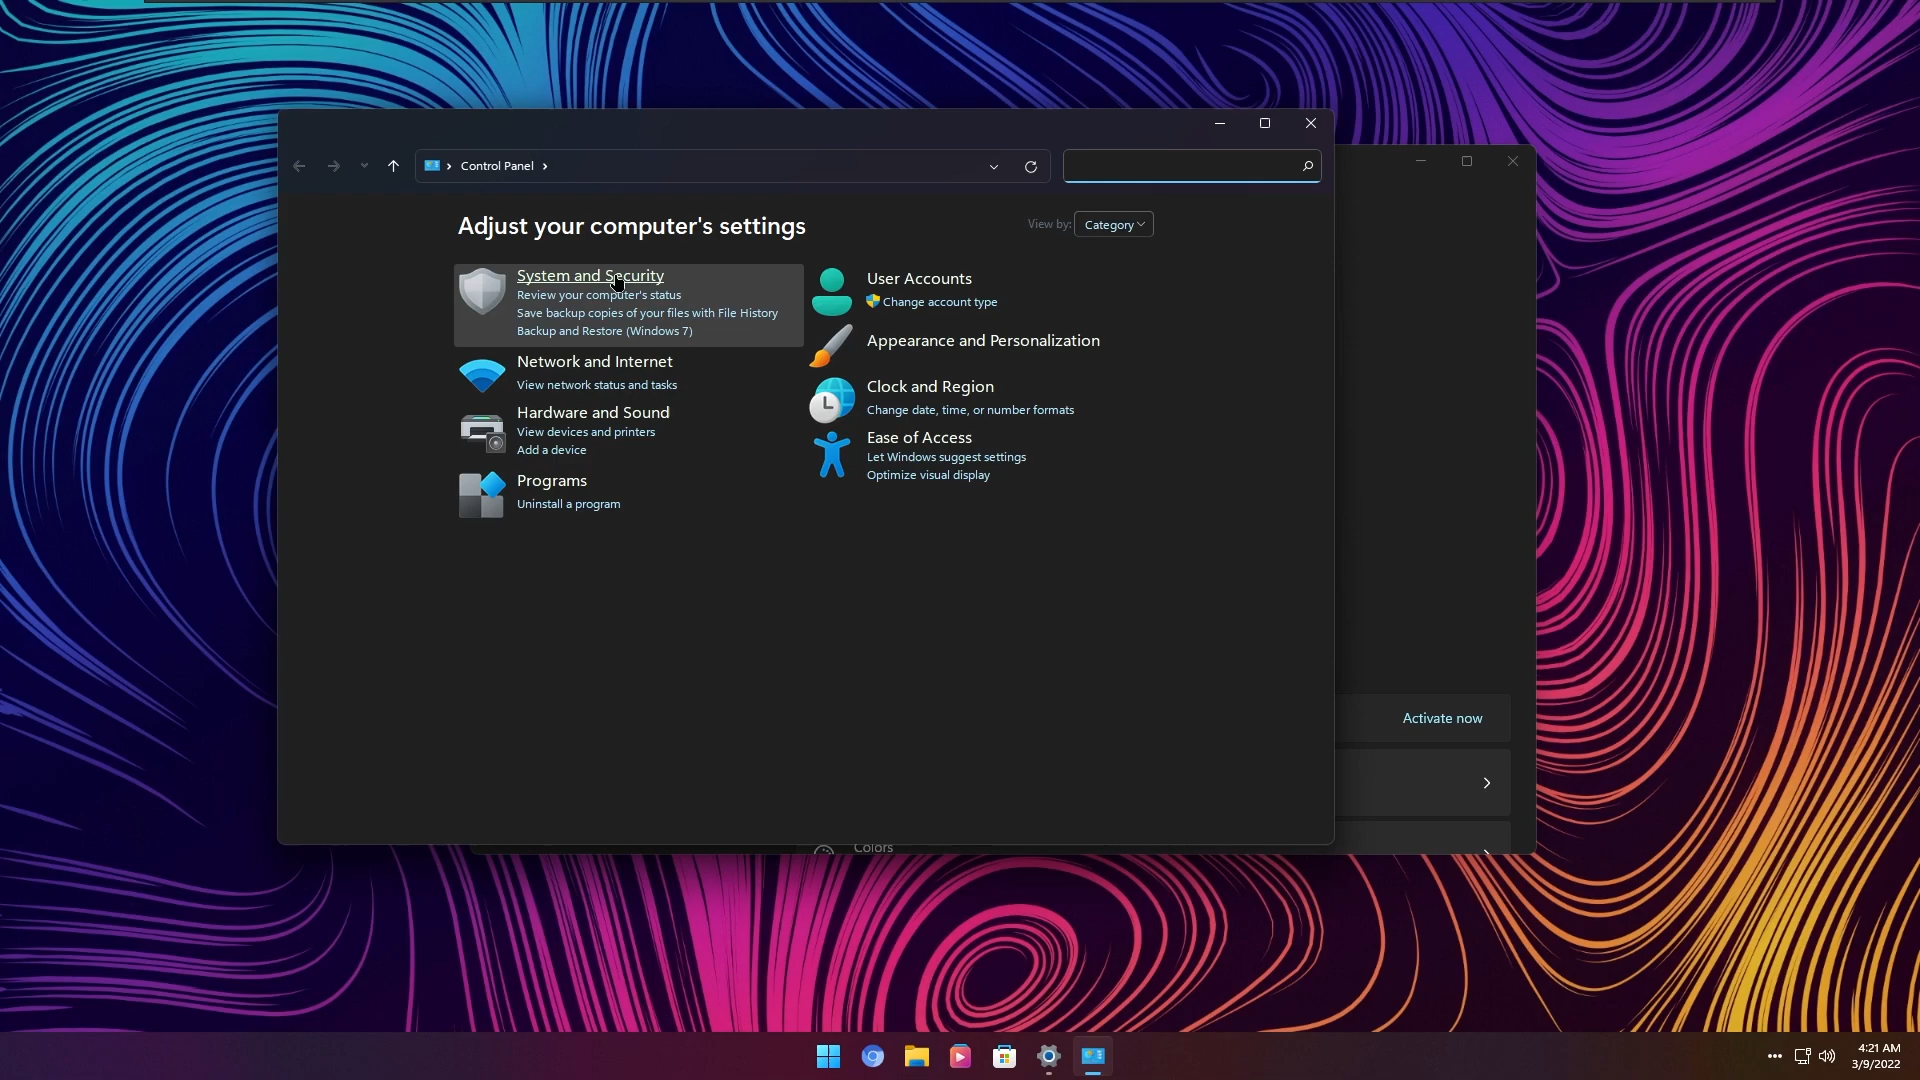 Control Panel
Adjust your computer's settings
View by:
Category
System and Security
Review your computer's status
Save backup copies of your files with File History
Backup and Restore (Windows 7)
Network and Internet
View network status and tasks
Hardware and Sound
View devices and printers
Add a device
Programs
Uninstall a program
User Accounts
Change account type
Appearance and Personalization
Clock and Region
Change date, time, or number formats
Ease of Access
Let Windows suggest settings
Optimize visual display
Activate now
Colors
4:21 AM
3/9/2022